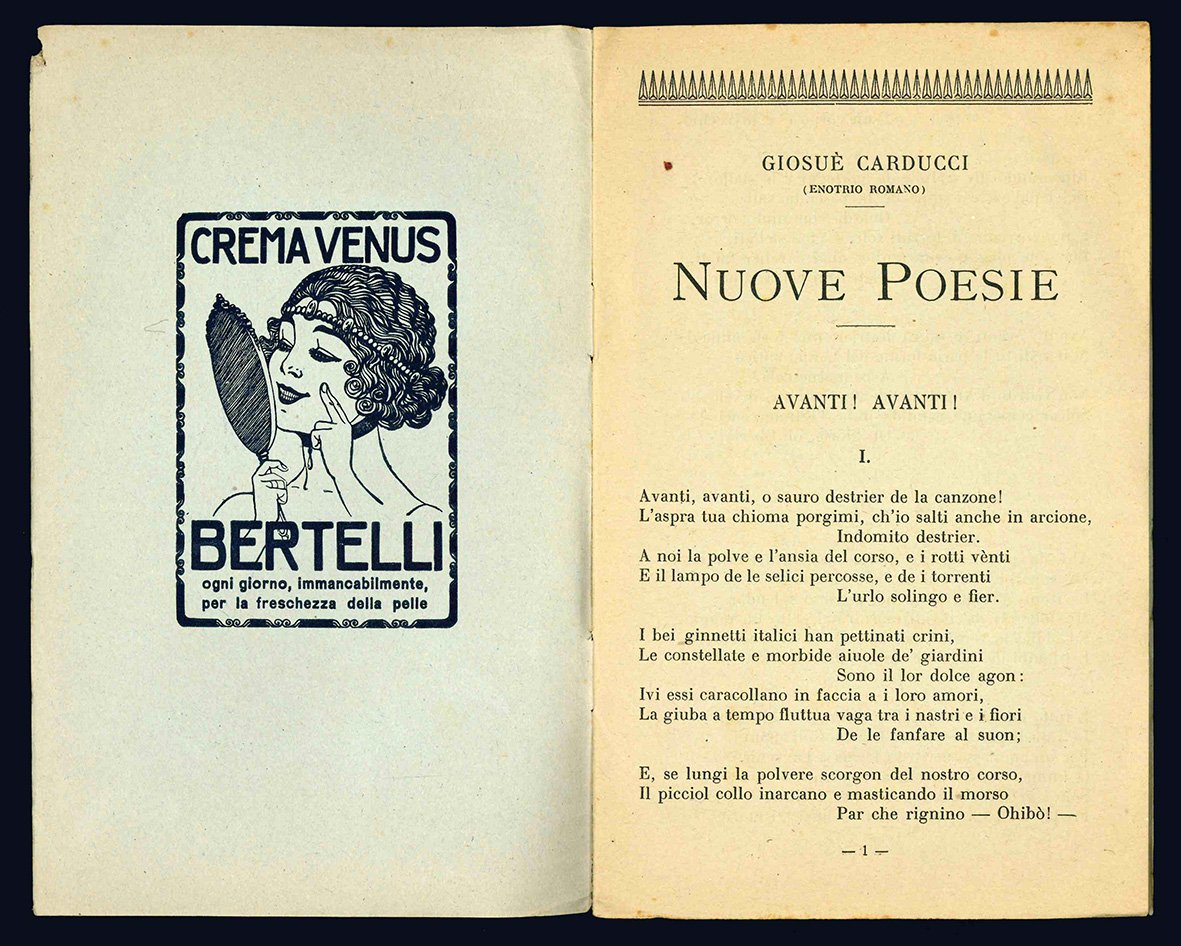 CREMA VENUS
BERTELLI
ogni giorno, immancabilmente,
per la freschezza della pelle
GIOSUÈ CARDUCCI
(ENOTRIO ROMANO)
NUOVE POESIE
AVANTI! AVANTI!
I.
Avanti, avanti, o sauro destrier de la canzone!
L'aspra tua chioma porgimi, ch'io salti anche in arcione,
Indomito destrier.
A noi la polve e l'ansia del corso, e i rotti vènti
E il lampo de le selici percosse, e de i torrenti
L'urlo solingo e fier.
I bei ginnetti italici han pettinati crini,
Le constellate e morbide aiuole de' giardini
Sono il lor dolce agon:
Ivi essi caracollano in faccia a i loro amori,
La giuba a tempo fluttua vaga tra i nastri e i fiori
De le fanfare al suon;
E, se lungi la polvere scorgon del nostro corso,
Il picciol collo inarcano e masticando il morso
Par che rignino — Ohibò! —
— 1 —